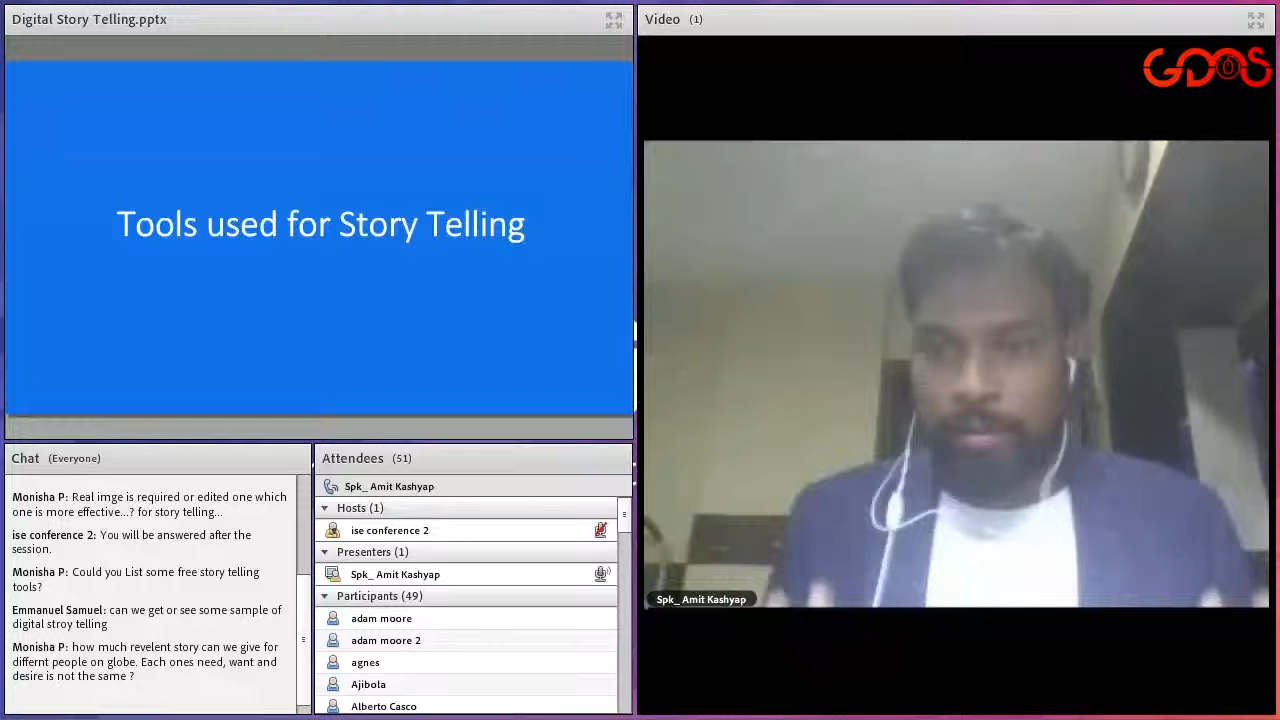 Digital Story Telling.pptx
Tools used for Story Telling
Video (1)
GDOS
Spk_ Amit Kashyap
Chat (Everyone)
Monisha P: Real imge is required or edited one which
one is more effective...? for story telling...
ise conference 2: You will be answered after the
session.
Monisha P: Could you List some free story telling
tools?
Emmanuel Samuel: can we get or see some sample of
digital stroy telling
Monisha P: how much revelent story can we give for
differnt people on globe. Each ones need, want and
desire is not the same ?
Attendees (51)
Spk_ Amit Kashyap
Hosts (1)
ise conference 2
Presenters (1)
Spk_ Amit Kashyap
Participants (49)
adam moore
adam moore 2
agnes
Ajibola
Alberto Casco